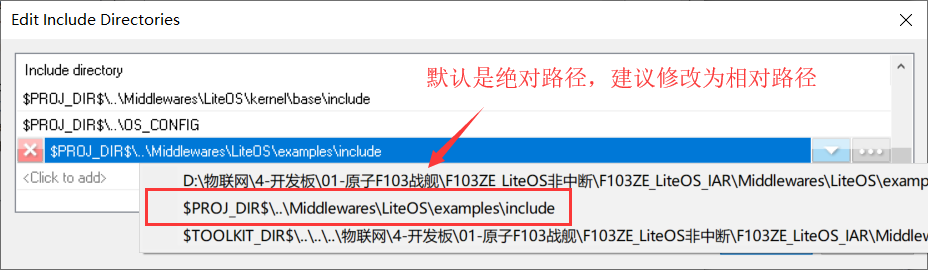 Edit Include Directories
Include directory
默认是绝对路径，建议修改为相对路径
$PROJ_DIR$\..\Middlewares\LiteOS\kernel\base\include
$PROJ_DIR$\..\OS_CONFIG
$PROJ_DIR$\..\Middlewares\LiteOS\examples\include
<Click to add>
D:\物联网\4-开发板\01-原子F103战舰\F103ZE_LiteOS非中断\F103ZE_LiteOS_IAR\Middlewares\LiteOS\examp
$PROJ_DIR$\..\Middlewares\LiteOS\examples\include
$TOOLKIT_DIR$\..\..\..\物联网\4-开发板\01-原子F103战舰\F103ZE_LiteOS非中断\F103ZE_LiteOS_IAR\Middlew